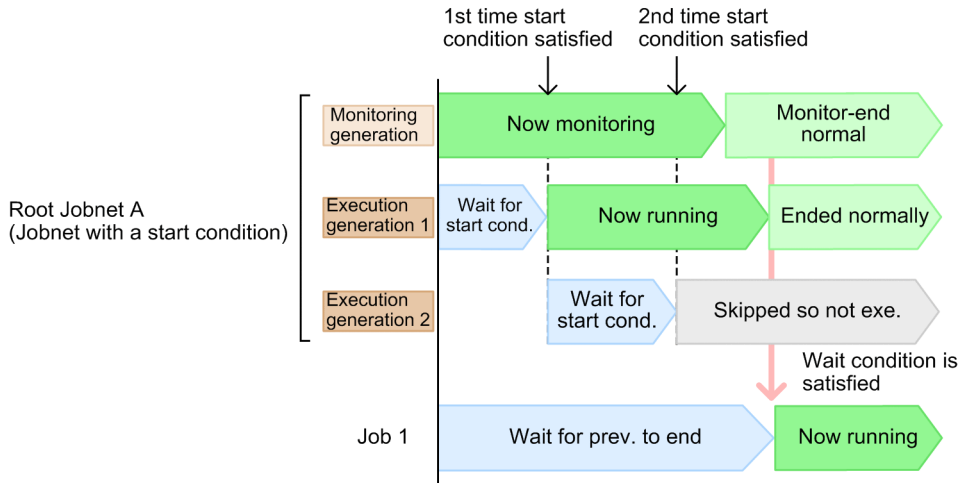 1st time start
condition satisfied
2nd time start
condition satisfied
Monitoring
generation
Now monitoring
Monitor-end
normal
Root Jobnet A
(Jobnet with a start condition)
Execution
generation 1
Wait for
start cond.
Now running
Ended normally
Execution
generation 2
Wait for
start cond.
Skipped so not exe.
Wait condition is
satisfied
Job 1
Wait for prev. to end
Now running